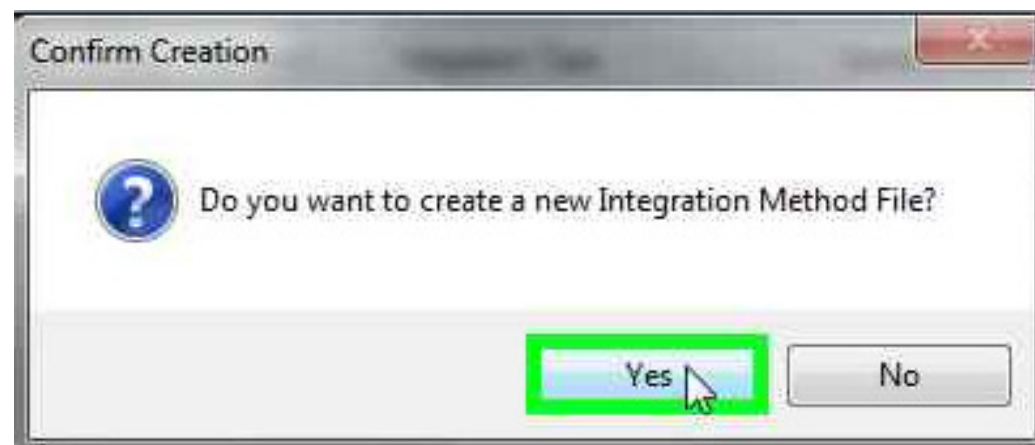 Confirm Creation
Do you want to create a new Integration Method File?
Yes
No